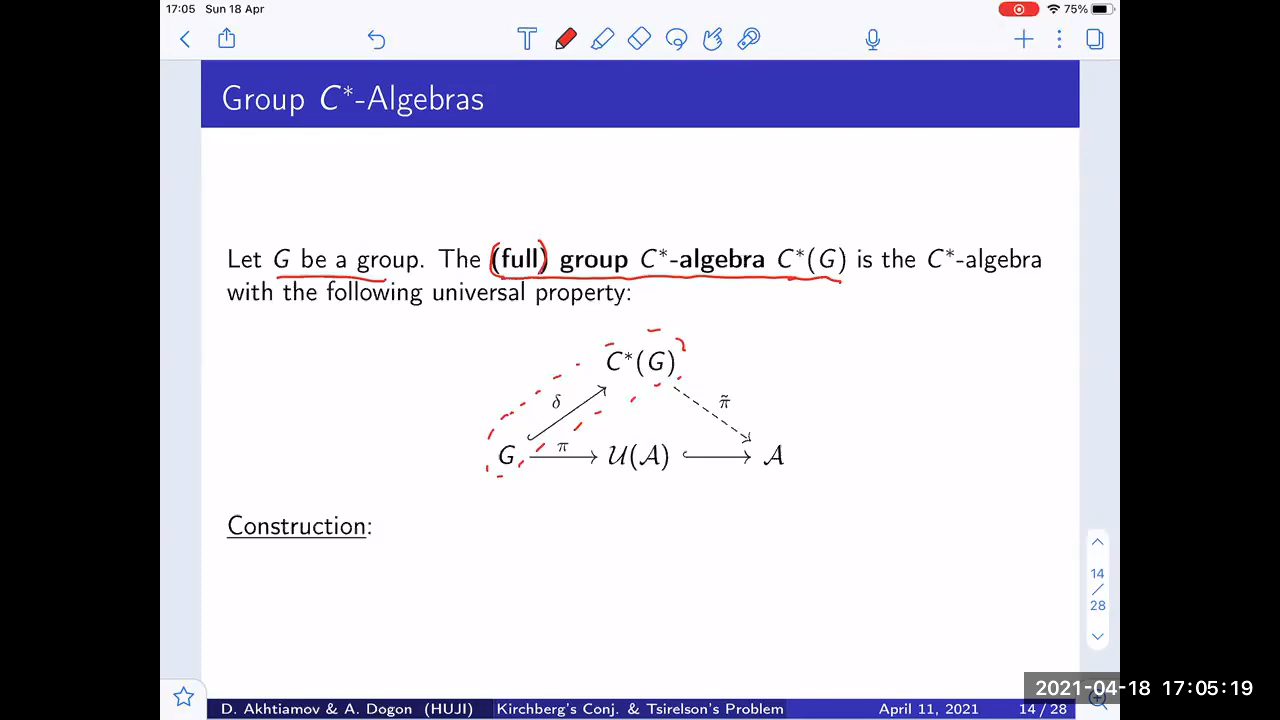 17:05 Sun 18 Apr
75%
Group C*-Algebras
Let G be a group. The (full) group C*-algebra C*(G) is the C*-algebra
with the following universal property:
C*(G)
δ
π̃
G
π
𝒰(𝒜)
𝒜
Construction:
14
/
28
2021-04-18 17:05:19
D. Akhtiamov & A. Dogon (HUJI) Kirchberg's Conj. & Tsirelson's Problem April 11, 2021 14 / 28